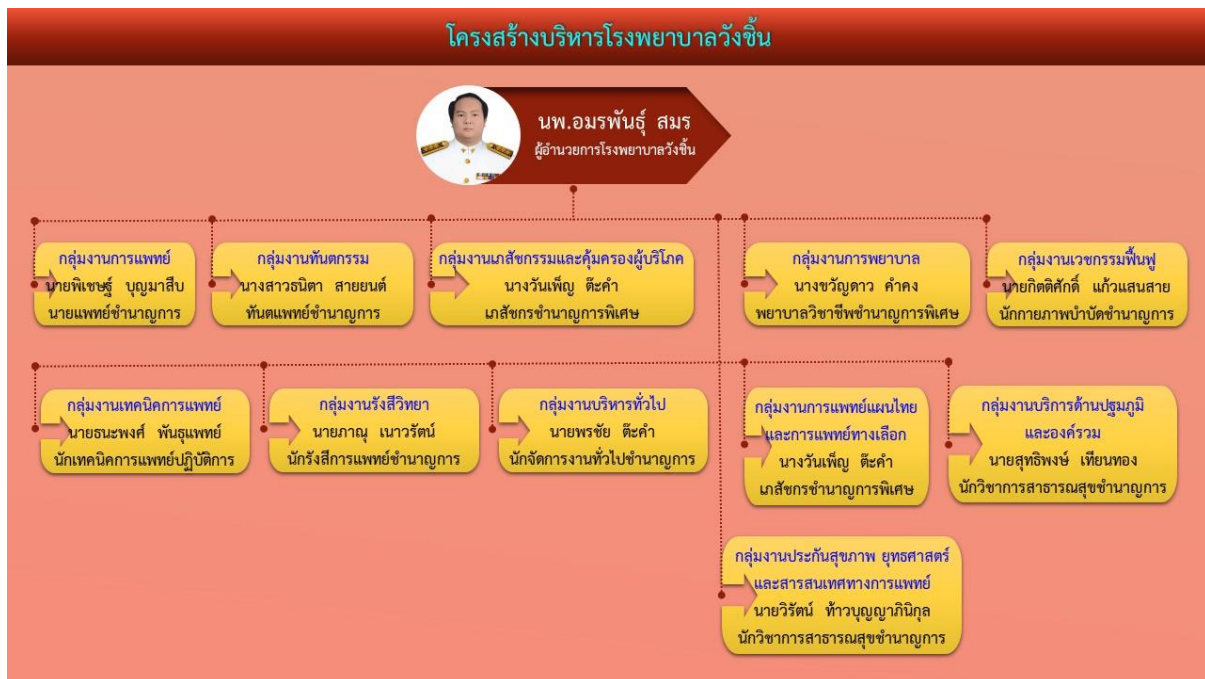 โครงสร้างบริหารโรงพยาบาลวังชิ้น
นพ.อมรพันธุ์ สมร
ผู้อำนวยการโรงพยาบาลวังชิ้น
กลุ่มงานการแพทย์
นายพิเชษฐ์ บุญมาสืบ
นายแพทย์ชำนาญการ
กลุ่มงานทันตกรรม
นางสาวธนิตา สายยนต์
ทันตแพทย์ชำนาญการ
กลุ่มงานเภสัชกรรมและคุ้มครองผู้บริโภค
นางวันเพ็ญ ต๊ะคำ
เภสัชกรชำนาญการพิเศษ
กลุ่มงานการพยาบาล
นางขวัญดาว คำคง
พยาบาลวิชาชีพชำนาญการพิเศษ
กลุ่มงานเวชกรรมฟื้นฟู
นายกิตติศักดิ์ แก้วแสนสาย
นักกายภาพบำบัดชำนาญการ
กลุ่มงานเทคนิคการแพทย์
นายธนะพงศ์ พันธุแพทย์
นักเทคนิคการแพทย์ปฏิบัติการ
กลุ่มงานรังสีวิทยา
นายภาณุ เนาวรัตน์
นักรังสีการแพทย์ชำนาญการ
กลุ่มงานบริหารทั่วไป
นายพรชัย ต๊ะคำ
นักจัดการงานทั่วไปชำนาญการ
กลุ่มงานการแพทย์แผนไทย
และการแพทย์ทางเลือก
นางวันเพ็ญ ต๊ะคำ
เภสัชกรชำนาญการพิเศษ
กลุ่มงานบริการด้านปฐมภูมิ
และองค์รวม
นายสุทธิพงษ์ เทียนทอง
นักวิชาการสาธารณสุขชำนาญการ
กลุ่มงานประกันสุขภาพ ยุทธศาสตร์
และสารสนเทศทางการแพทย์
นายวิรัตน์ ท้าวบุญญาภินิกุล
นักวิชาการสาธารณสุขชำนาญการ